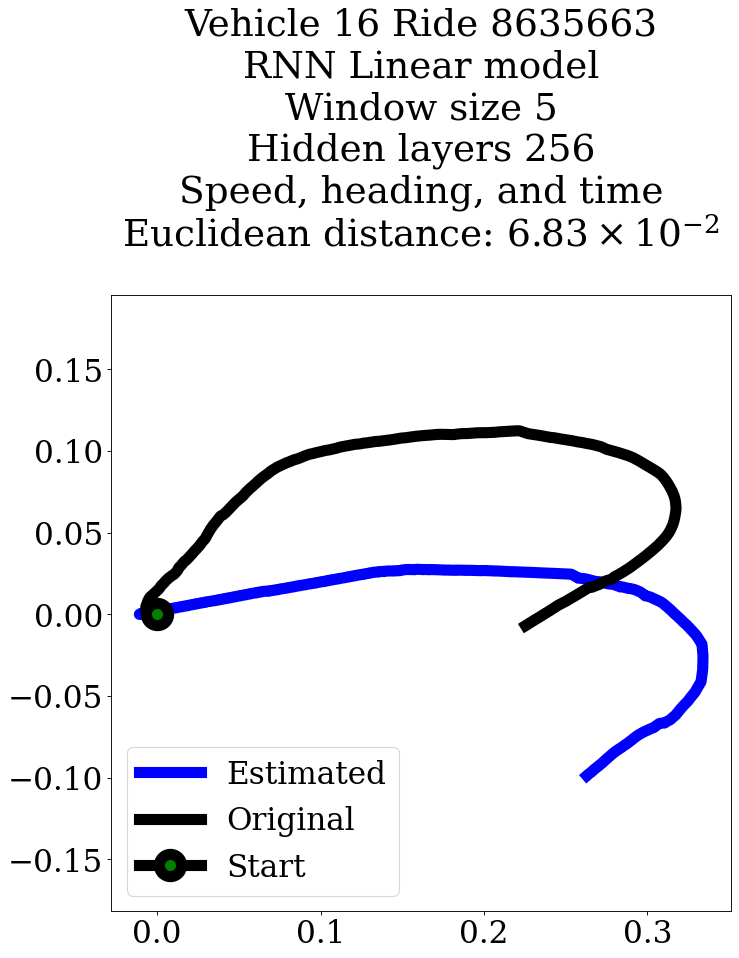 Vehicle 16 Ride 8635663
RNN Linear model
Window size 5
Hidden layers 256
Speed, heading, and time
Euclidean distance: 6.83 × 10⁻²
0.15
0.10
0.05
0.00
−0.05
−0.10
−0.15
Estimated
Original
Start
0.0 0.1 0.2 0.3